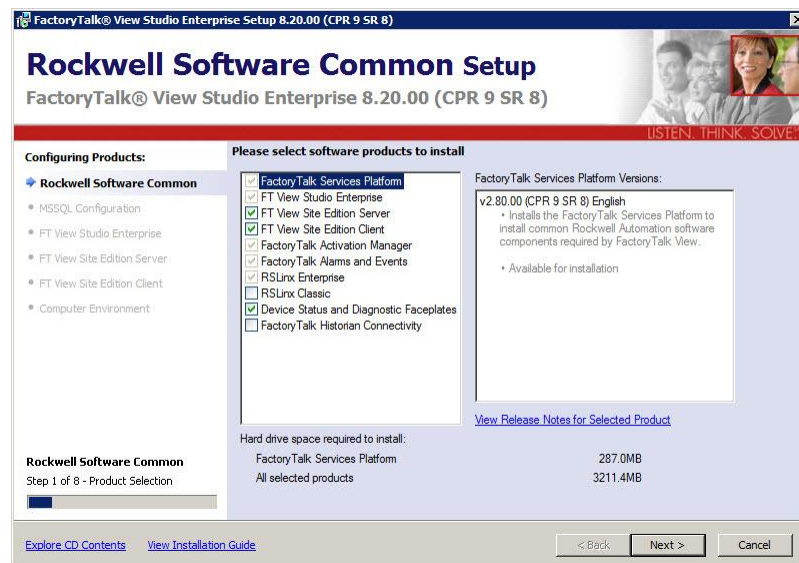 FactoryTalk® View Studio Enterprise Setup 8.20.00 (CPR 9 SR 8)
Rockwell Software Common Setup
FactoryTalk® View Studio Enterprise 8.20.00 (CPR 9 SR 8)
LISTEN. THINK. SOLVE.
Configuring Products:
Rockwell Software Common
MSSQL Configuration
FT View Studio Enterprise
FT View Site Edition Server
FT View Site Edition Client
Computer Environment
Rockwell Software Common
Step 1 of 8 - Product Selection
Please select software products to install
FactoryTalk Services Platform
FT View Studio Enterprise
FT View Site Edition Server
FT View Site Edition Client
FactoryTalk Activation Manager
FactoryTalk Alarms and Events
RSLinx Enterprise
RSLinx Classic
Device Status and Diagnostic Faceplates
FactoryTalk Historian Connectivity
FactoryTalk Services Platform Versions:
v2.80.00 (CPR 9 SR 8) English
• Installs the FactoryTalk Services Platform to
install common Rockwell Automation software
components required by FactoryTalk View.
• Available for installation
View Release Notes for Selected Product
Hard drive space required to install:
FactoryTalk Services Platform 287.0MB
All selected products 3211.4MB
Explore CD Contents View Installation Guide < Back Next > Cancel